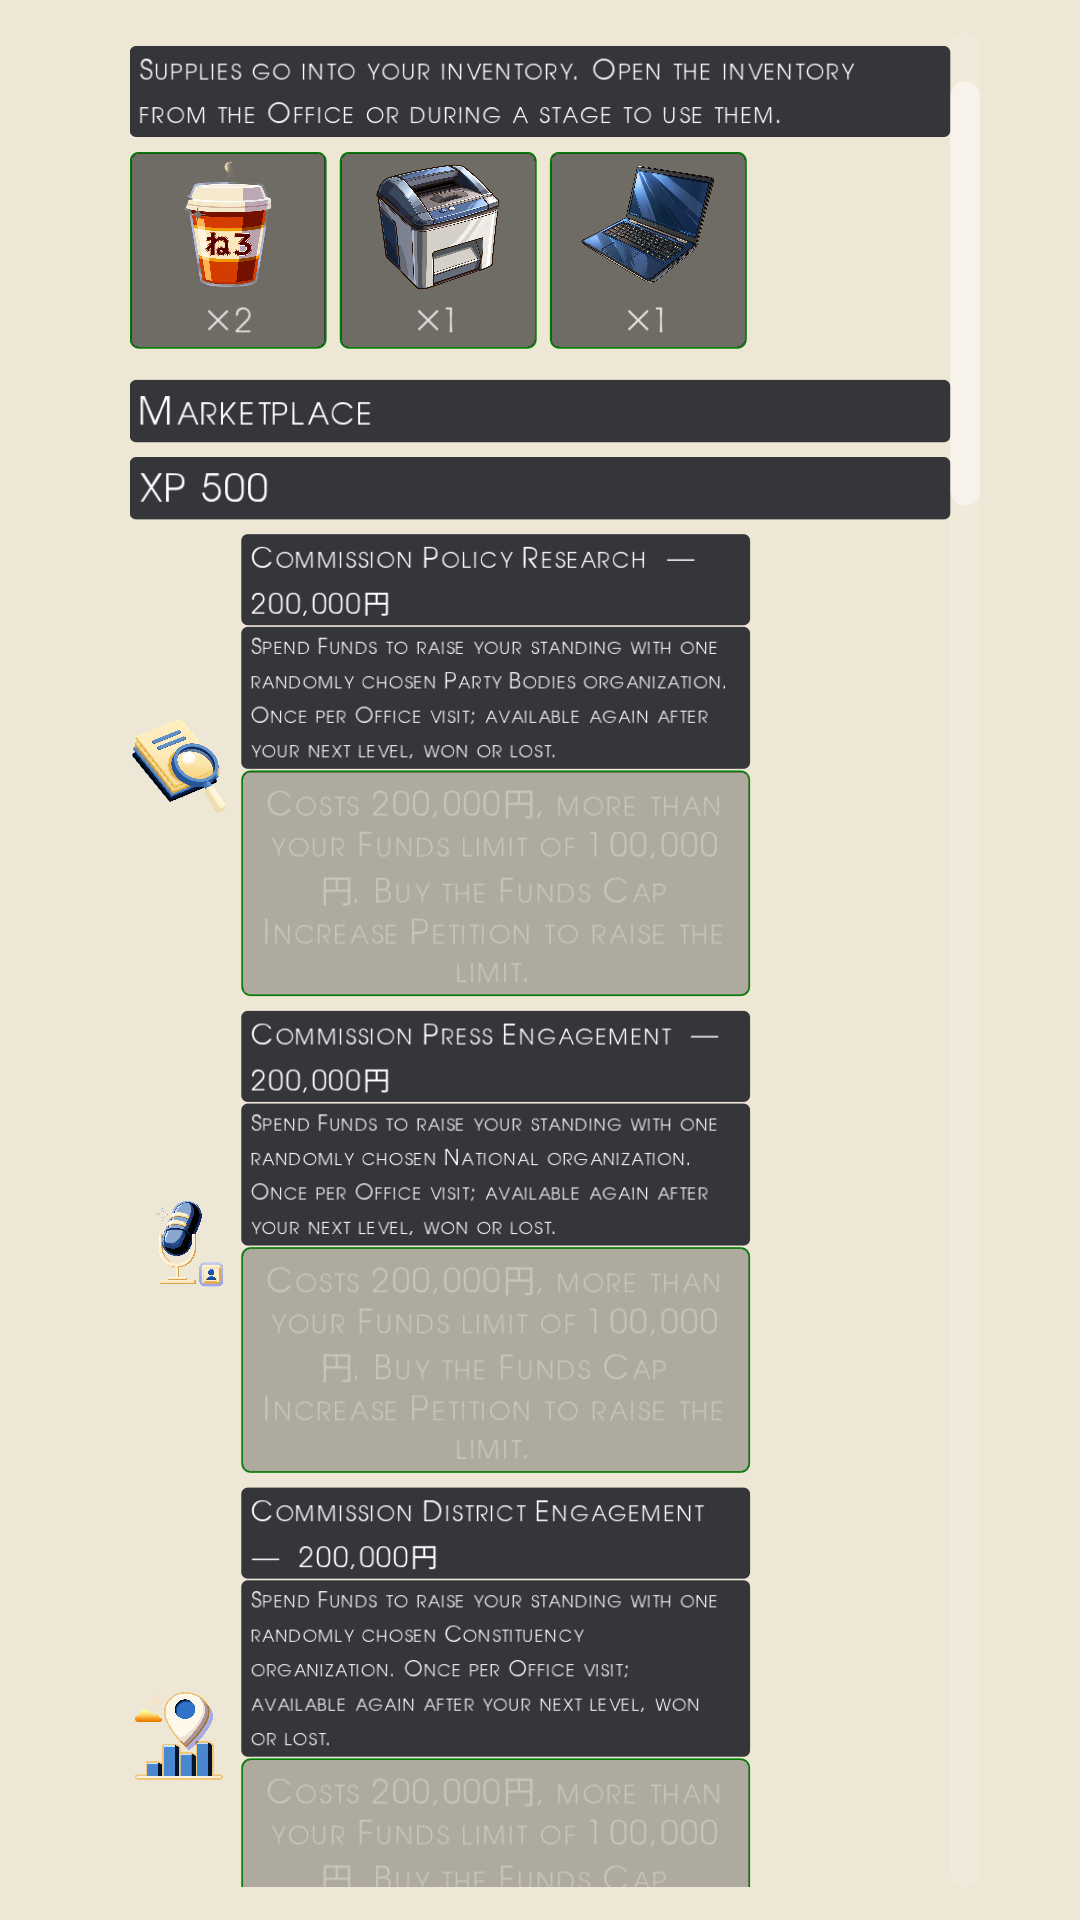 Supplies go into your inventory. Open the inventory
from the Office or during a stage to use them.
ねろ
×2
×1
×1
Marketplace
XP 500
Commission Policy Research —
200,000円
Spend Funds to raise your standing with one
randomly chosen Party Bodies organization.
Once per Office visit; available again after
your next level, won or lost.
Costs 200,000円, more than
your Funds limit of 100,000
円. Buy the Funds Cap
Increase Petition to raise the
limit.
Commission Press Engagement —
200,000円
Spend Funds to raise your standing with one
randomly chosen National organization.
Once per Office visit; available again after
your next level, won or lost.
Costs 200,000円, more than
your Funds limit of 100,000
円. Buy the Funds Cap
Increase Petition to raise the
limit.
Commission District Engagement
— 200,000円
Spend Funds to raise your standing with one
randomly chosen Constituency
organization. Once per Office visit;
available again after your next level, won
or lost.
Costs 200,000円, more than
your Funds limit of 100,000
円. Buy the Funds Cap